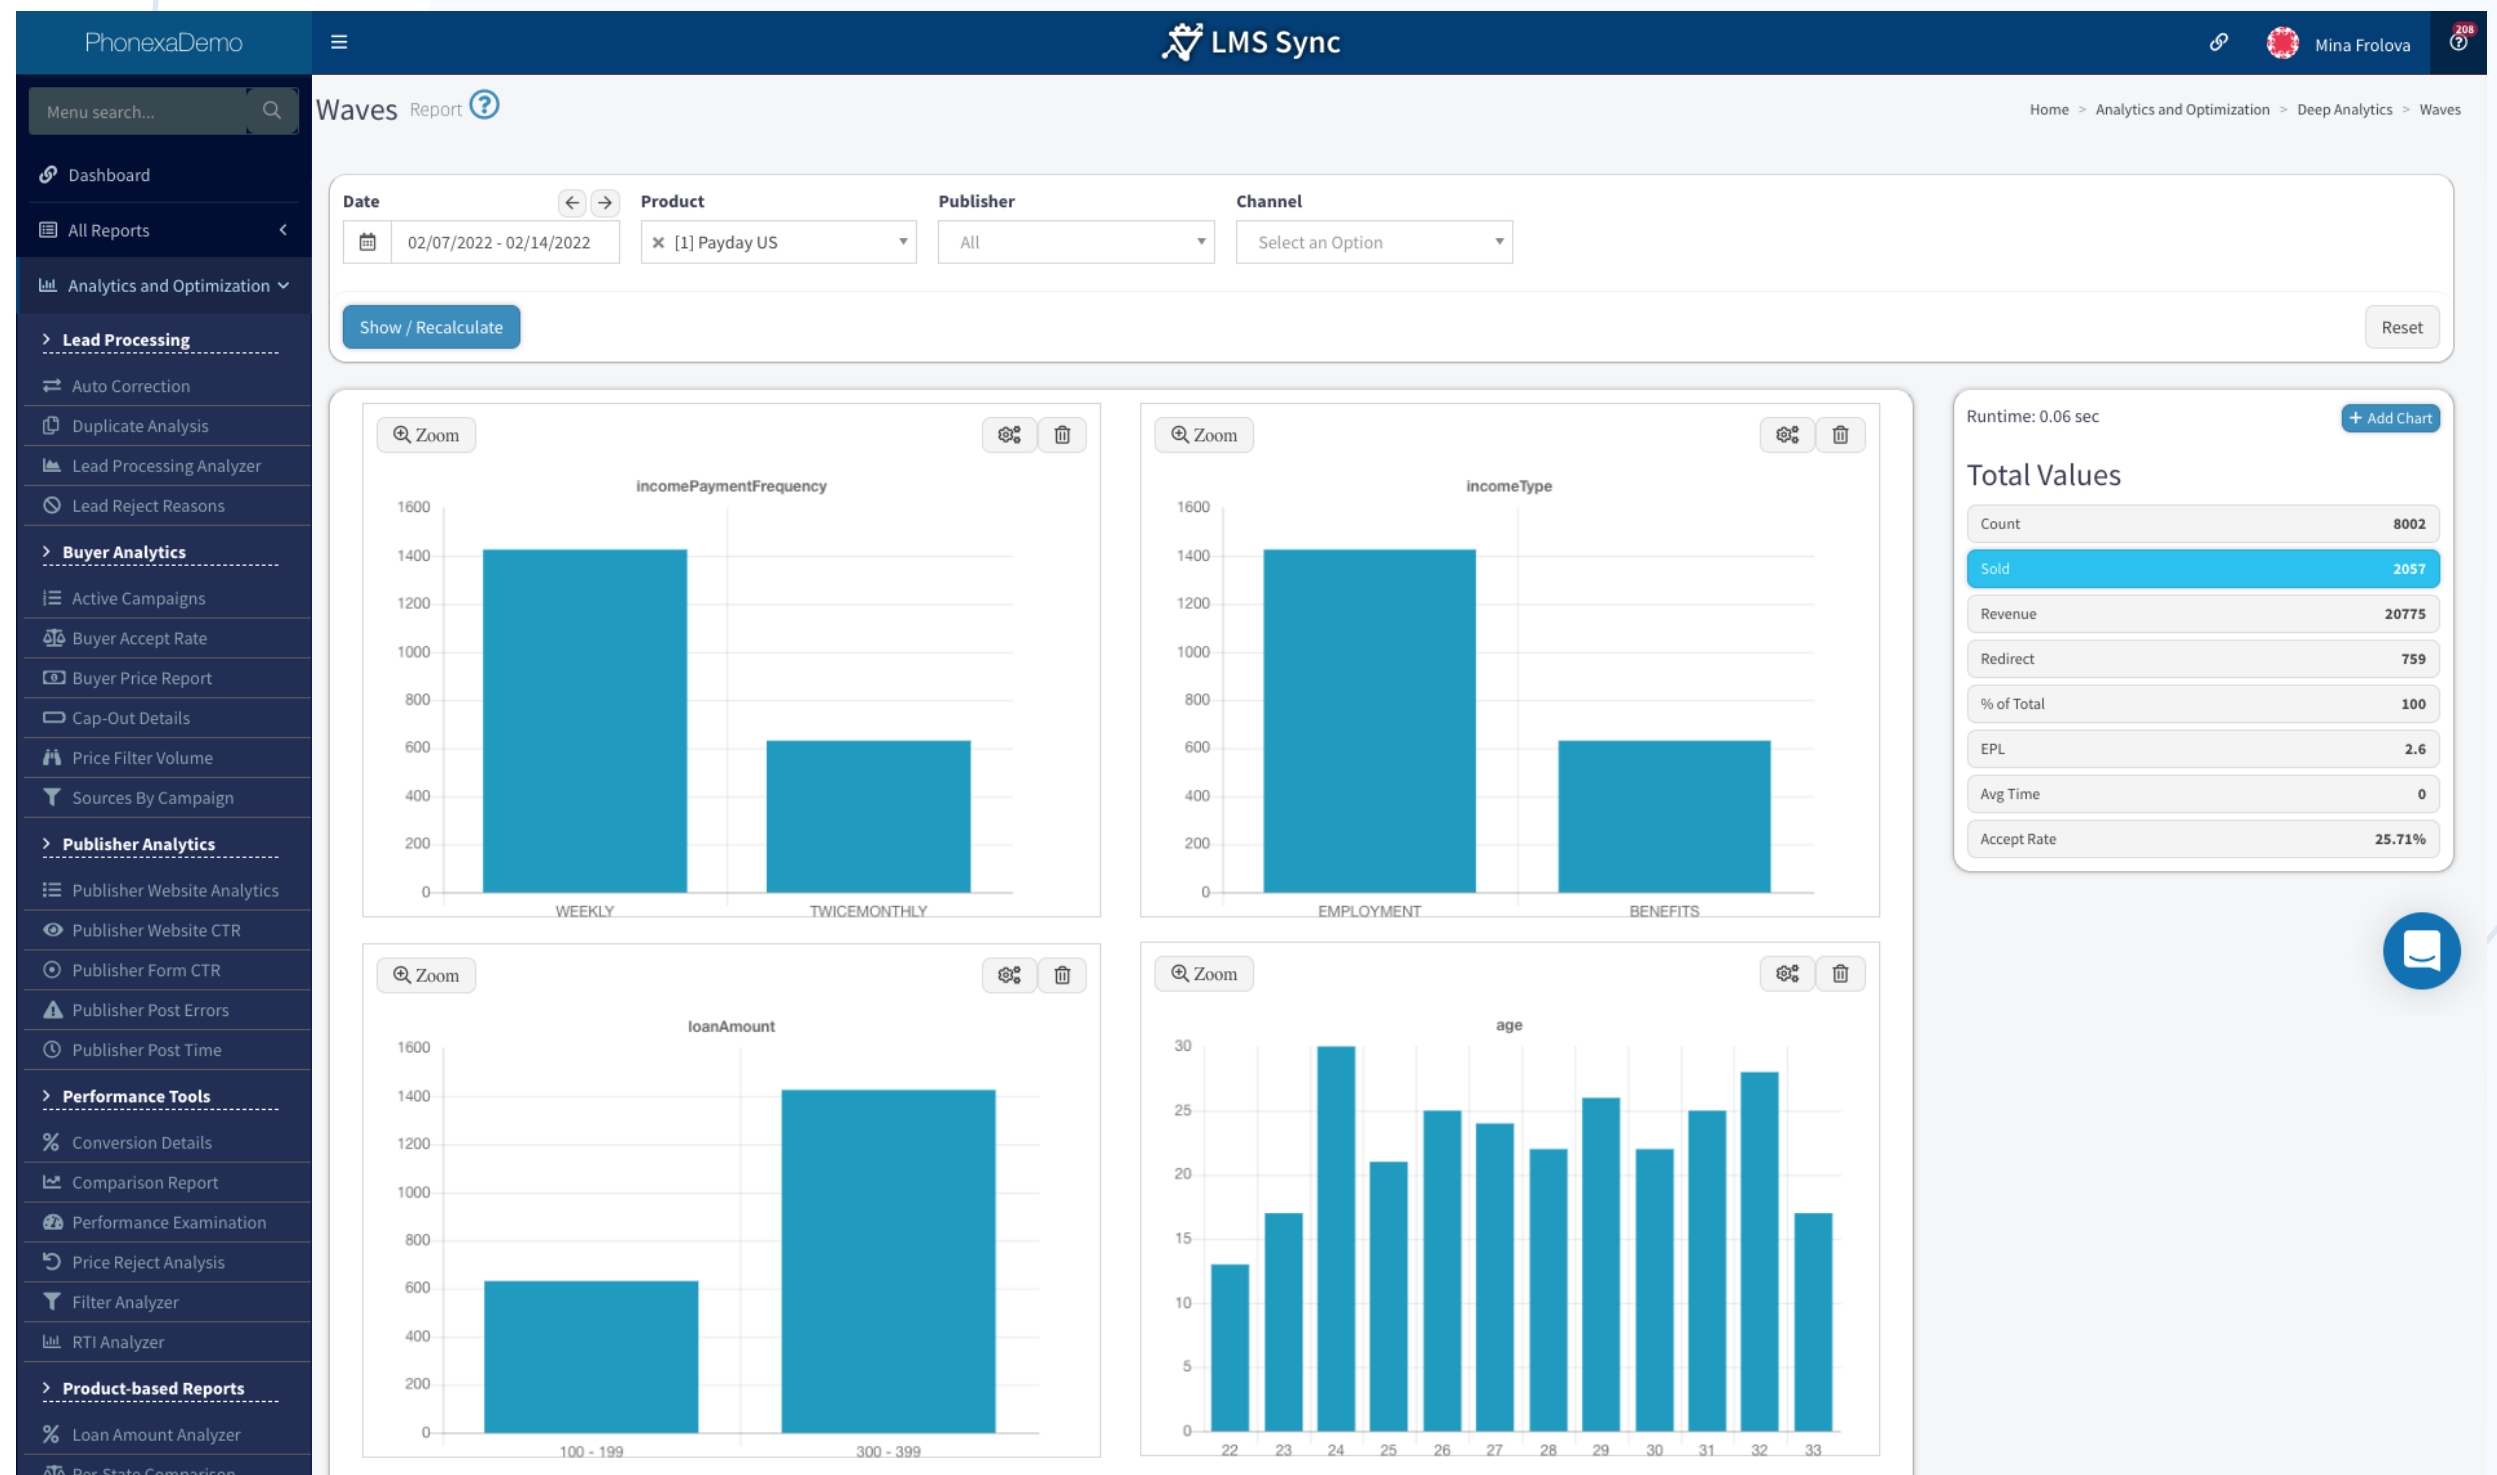 PhonexaDemo
LMS Sync
Mina Frolova
208
Menu search...
Dashboard
All Reports
Analytics and Optimization
Lead Processing
Auto Correction
Duplicate Analysis
Lead Processing Analyzer
Lead Reject Reasons
Buyer Analytics
Active Campaigns
Buyer Accept Rate
Buyer Price Report
Cap-Out Details
Price Filter Volume
Sources By Campaign
Publisher Analytics
Publisher Website Analytics
Publisher Website CTR
Publisher Form CTR
Publisher Post Errors
Publisher Post Time
Performance Tools
Conversion Details
Comparison Report
Performance Examination
Price Reject Analysis
Filter Analyzer
RTI Analyzer
Product-based Reports
Loan Amount Analyzer
Per State Comparison
Waves Report ?
Home > Analytics and Optimization > Deep Analytics > Waves
Date Product Publisher Channel
02/07/2022 - 02/14/2022 × [1] Payday US All Select an Option
Show / Recalculate Reset
Zoom
incomePaymentFrequency
1600
1400
1200
1000
800
600
400
200
0
WEEKLY TWICEMONTHLY
Zoom
incomeType
1600
1400
1200
1000
800
600
400
200
0
EMPLOYMENT BENEFITS
Zoom
loanAmount
1600
1400
1200
1000
800
600
400
200
0
100 - 199 300 - 399
Zoom
age
30
25
20
15
10
5
0
22 23 24 25 26 27 28 29 30 31 32 33
Runtime: 0.06 sec + Add Chart
Total Values
Count 8002
Sold 2057
Revenue 20775
Redirect 759
% of Total 100
EPL 2.6
Avg Time 0
Accept Rate 25.71%